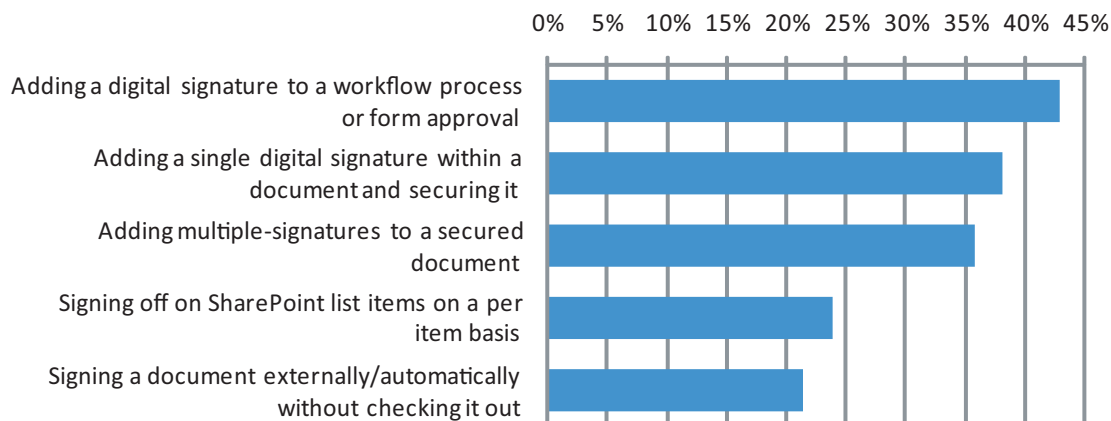 0% 5% 10% 15% 20% 25% 30% 35% 40% 45%
Adding a digital signature to a workflow process
or form approval
Adding a single digital signature within a
document and securing it
Adding multiple-signatures to a secured
document
Signing off on SharePoint list items on a per
item basis
Signing a document externally/automatically
without checking it out